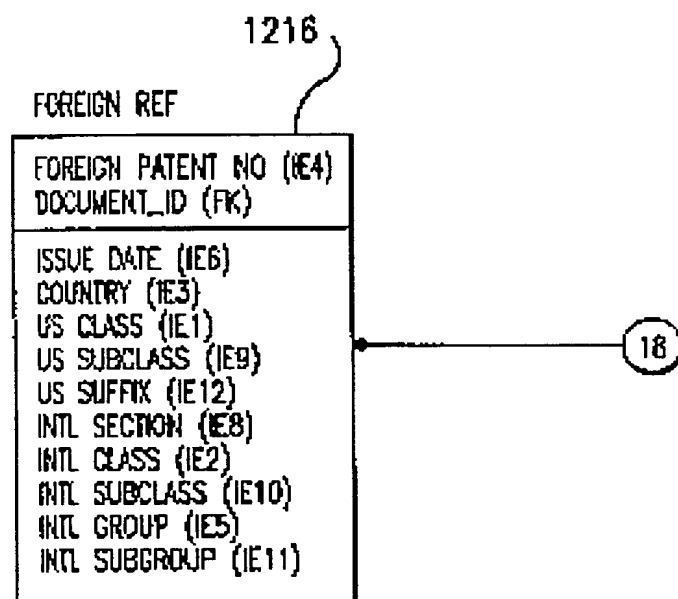 1216
FOREIGN REF
FOREIGN PATENT NO (IE4)
DOCUMENT_ID (FK)
ISSUE DATE (IE6)
COUNTRY (IE3)
US CLASS (IE1)
US SUBCLASS (IE9)
US SUFFIX (IE12)
INTL SECTION (IE8)
INTL CLASS (IE2)
INTL SUBCLASS (IE10)
INTL GROUP (IE5)
INTL SUBGROUP (IE11)
18